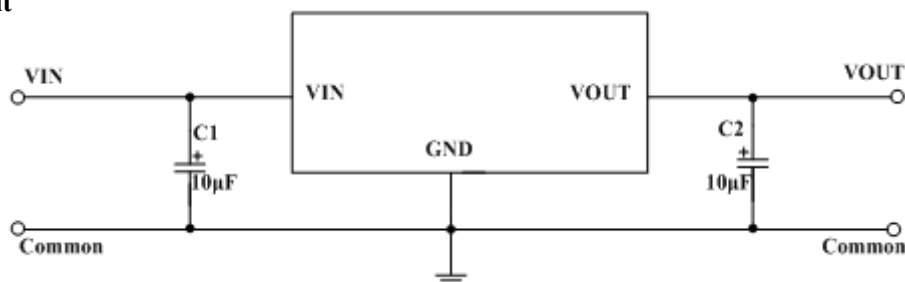 VIN
VOUT
VIN
VOUT
C1
+
10μF
GND
C2
+
10μF
Common
Common